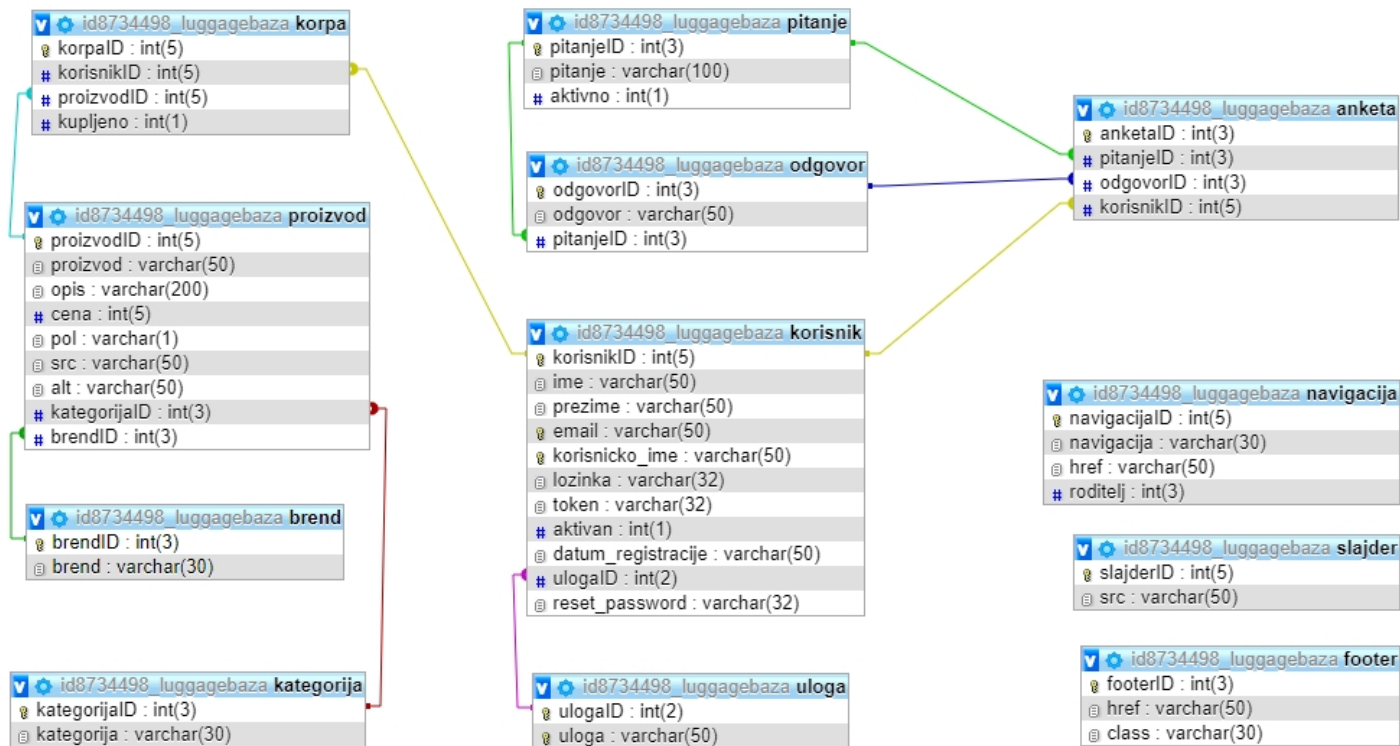 id8734498_luggagebaza korpa
korpaID : int(5)
korisnikID : int(5)
proizvodID : int(5)
kupljeno : int(1)
id8734498_luggagebaza proizvod
proizvodID : int(5)
proizvod : varchar(50)
opis : varchar(200)
cena : int(5)
pol : varchar(1)
src : varchar(50)
alt : varchar(50)
kategorijaID : int(3)
brendID : int(3)
id8734498_luggagebaza brend
brendID : int(3)
brend : varchar(30)
id8734498_luggagebaza kategorija
kategorijaID : int(3)
kategorija : varchar(30)
id8734498_luggagebaza pitanje
pitanjeID : int(3)
pitanje : varchar(100)
aktivno : int(1)
id8734498_luggagebaza odgovor
odgovorID : int(3)
odgovor : varchar(50)
pitanjeID : int(3)
id8734498_luggagebaza korisnik
korisnikID : int(5)
ime : varchar(50)
prezime : varchar(50)
email : varchar(50)
korisnicko_ime : varchar(50)
lozinka : varchar(32)
token : varchar(32)
aktivan : int(1)
datum_registracije : varchar(50)
ulogaID : int(2)
reset_password : varchar(32)
id8734498_luggagebaza uloga
ulogaID : int(2)
uloga : varchar(50)
id8734498_luggagebaza anketa
anketaID : int(3)
pitanjeID : int(3)
odgovorID : int(3)
korisnikID : int(5)
id8734498_luggagebaza navigacija
navigacijaID : int(5)
navigacija : varchar(30)
href : varchar(50)
roditelj : int(3)
id8734498_luggagebaza slajder
slajderID : int(5)
src : varchar(50)
id8734498_luggagebaza footer
footerID : int(3)
href : varchar(50)
class : varchar(30)